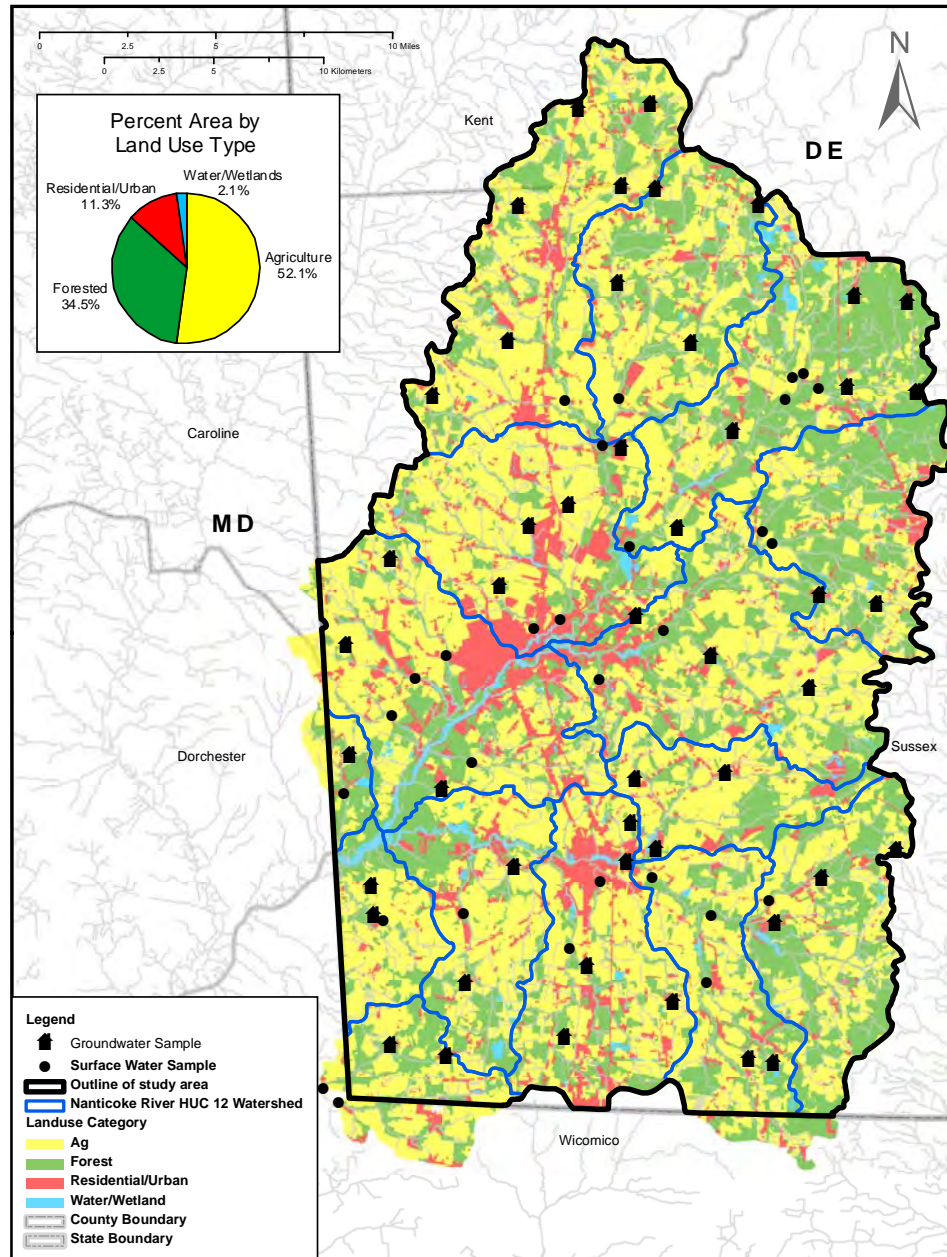 0 2.5 5 10 Miles
0 2.5 5 10 Kilometers
N
Percent Area by
Land Use Type
Water/Wetlands
2.1%
Residential/Urban
11.3%
Agriculture
52.1%
Forested
34.5%
Kent
DE
Caroline
MD
Dorchester
Sussex
Wicomico
Legend
Groundwater Sample
Surface Water Sample
Outline of study area
Nanticoke River HUC 12 Watershed
Landuse Category
Ag
Forest
Residential/Urban
Water/Wetland
County Boundary
State Boundary